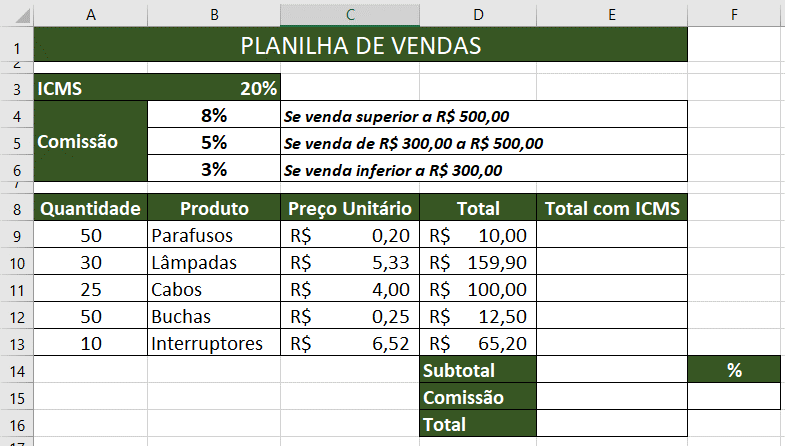 A B C D E F
1 PLANILHA DE VENDAS
2
3 ICMS 20%
4 8% Se venda superior a R$ 500,00
5 Comissão 5% Se venda de R$ 300,00 a R$ 500,00
6 3% Se venda inferior a R$ 300,00
7
8 Quantidade Produto Preço Unitário Total Total com ICMS
9 50 Parafusos R$ 0,20 R$ 10,00
10 30 Lâmpadas R$ 5,33 R$ 159,90
11 25 Cabos R$ 4,00 R$ 100,00
12 50 Buchas R$ 0,25 R$ 12,50
13 10 Interruptores R$ 6,52 R$ 65,20
14 Subtotal %
15 Comissão
16 Total
17